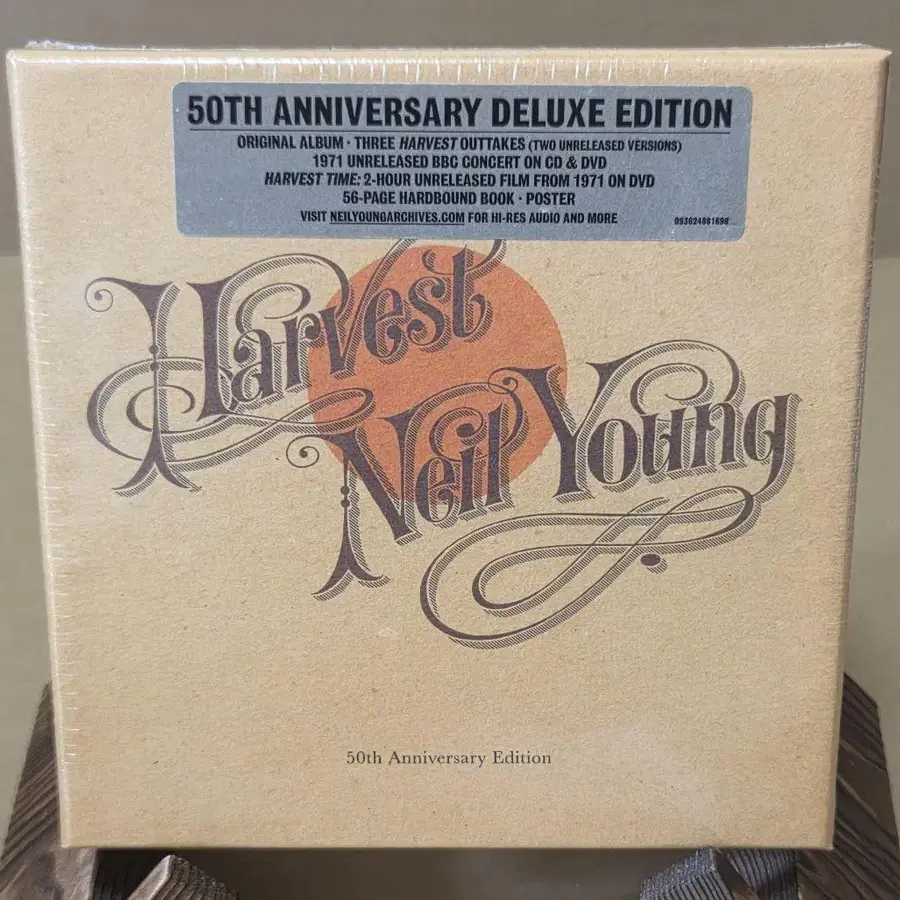 50TH ANNIVERSARY DELUXE EDITION
ORIGINAL ALBUM · THREE HARVEST OUTTAKES (TWO UNRELEASED VERSIONS)
1971 UNRELEASED BBC CONCERT ON CD & DVD
HARVEST TIME: 2-HOUR UNRELEASED FILM FROM 1971 ON DVD
56-PAGE HARDBOUND BOOK · POSTER
VISIT NEILYOUNGARCHIVES.COM FOR HI-RES AUDIO AND MORE
093624881698
Harvest
Neil Young
50th Anniversary Edition